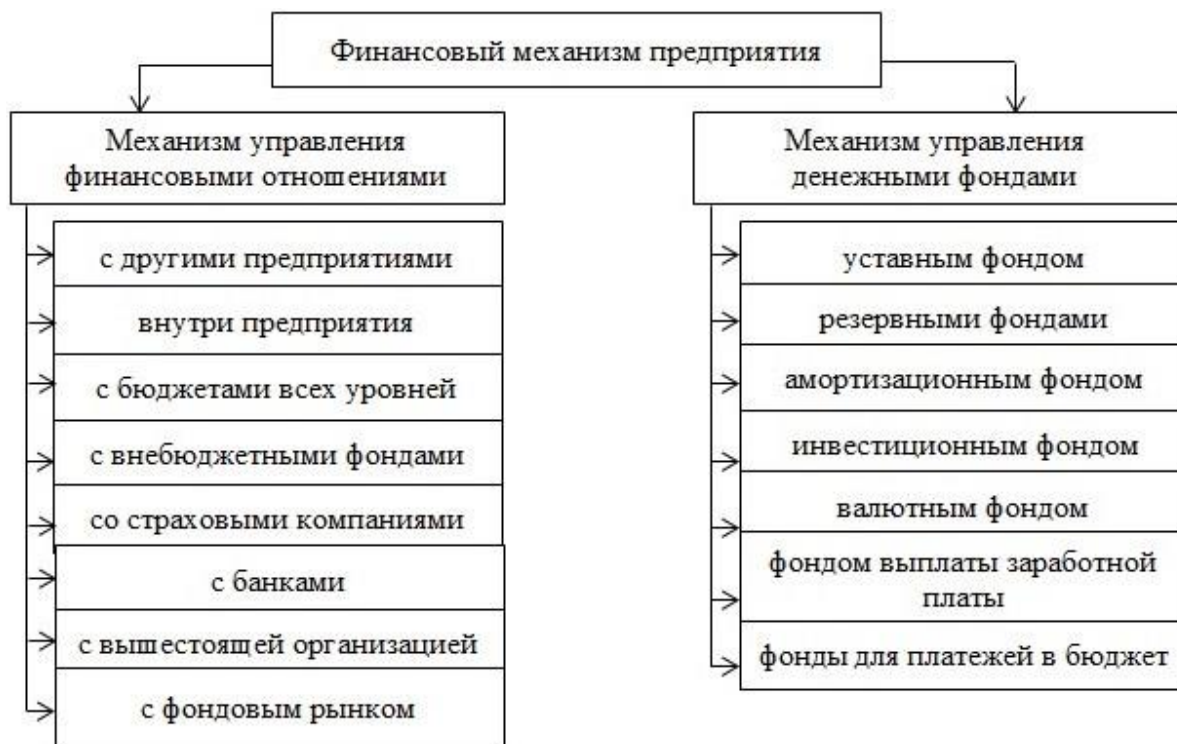 Финансовый механизм предприятия
Механизм управления
финансовыми отношениями
с другими предприятиями
внутри предприятия
с бюджетами всех уровней
с внебюджетными фондами
со страховыми компаниями
с банками
с вышестоящей организацией
с фондовым рынком
Механизм управления
денежными фондами
уставным фондом
резервными фондами
амортизационным фондом
инвестиционным фондом
валютным фондом
фондом выплаты заработной
платы
фонды для платежей в бюджет